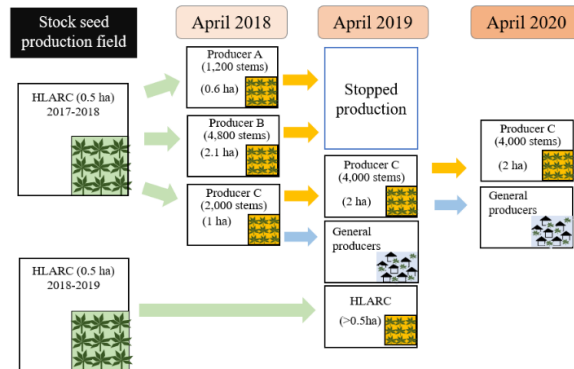 Stock seed
production field
April 2018
April 2019
April 2020
HLARC (0.5 ha)
2017-2018
Producer A
(1,200 stems)
(0.6 ha)
Producer B
(4,800 stems)
(2.1 ha)
Producer C
(2,000 stems)
(1 ha)
Stopped
production
Producer C
(4,000 stems)
(2 ha)
General
producers
Producer C
(4,000 stems)
(2 ha)
General
producers
HLARC (0.5 ha)
2018-2019
HLARC
(>0.5ha)